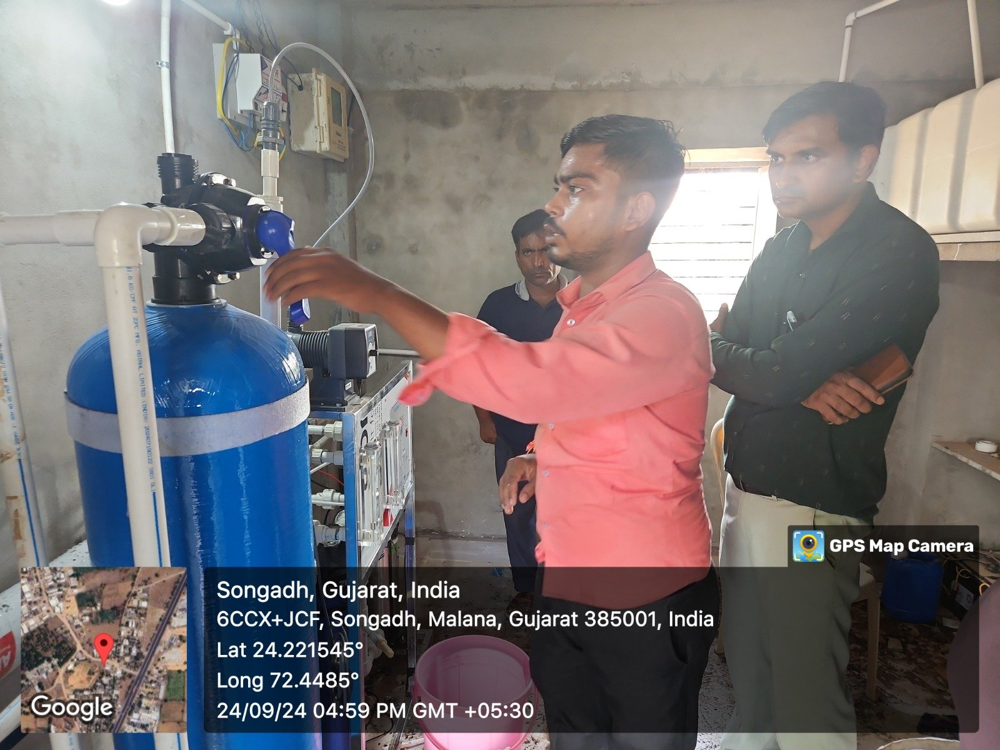 GPS Map Camera
Songadh, Gujarat, India
6CCX+JCF, Songadh, Malana, Gujarat 385001, India
Lat 24.221545°
Long 72.4485°
24/09/24 04:59 PM GMT +05:30
Google